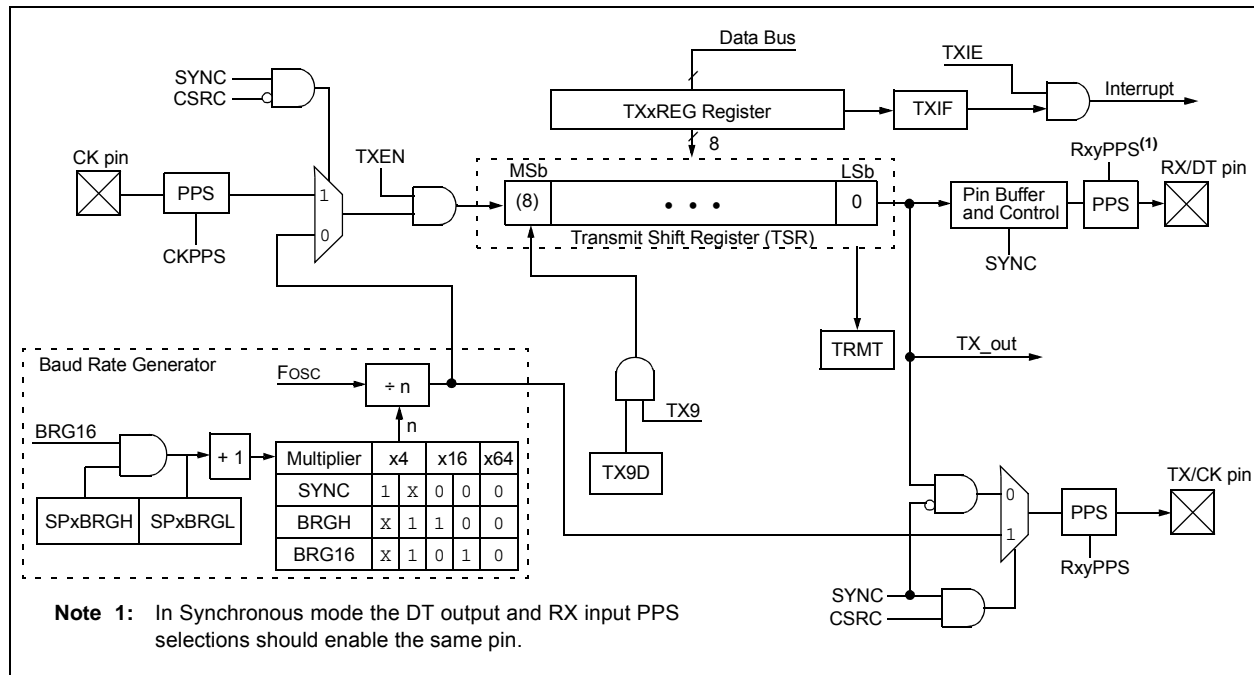 Data Bus
SYNC
CSRC
TXIE
Interrupt
TXxREG Register
TXIF
8
CK pin
TXEN
RxyPPS(1)
RX/DT pin
MSb
LSb
PPS
1
(8)
• • •
0
Pin Buffer
and Control
PPS
0
Transmit Shift Register (TSR)
CKPPS
SYNC
TRMT
TX_out
Baud Rate Generator
FOSC
÷ n
n
TX9
BRG16
+ 1
Multiplier x4 x16 x64
SYNC 1 X 0 0 0
BRGH X 1 1 0 0
BRG16 X 1 0 1 0
SPxBRGH SPxBRGL
TX9D
TX/CK pin
0
1
PPS
RxyPPS
SYNC
CSRC
Note 1: In Synchronous mode the DT output and RX input PPS
selections should enable the same pin.